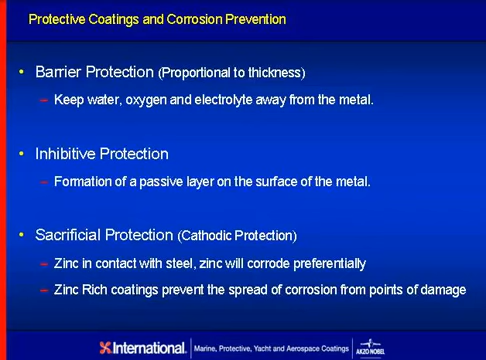 Protective Coatings and Corrosion Prevention
• Barrier Protection (Proportional to thickness)
– Keep water, oxygen and electrolyte away from the metal.
• Inhibitive Protection
– Formation of a passive layer on the surface of the metal.
• Sacrificial Protection (Cathodic Protection)
– Zinc in contact with steel, zinc will corrode preferentially
– Zinc Rich coatings prevent the spread of corrosion from points of damage
International. Marine, Protective, Yacht and Aerospace Coatings AKZO NOBEL